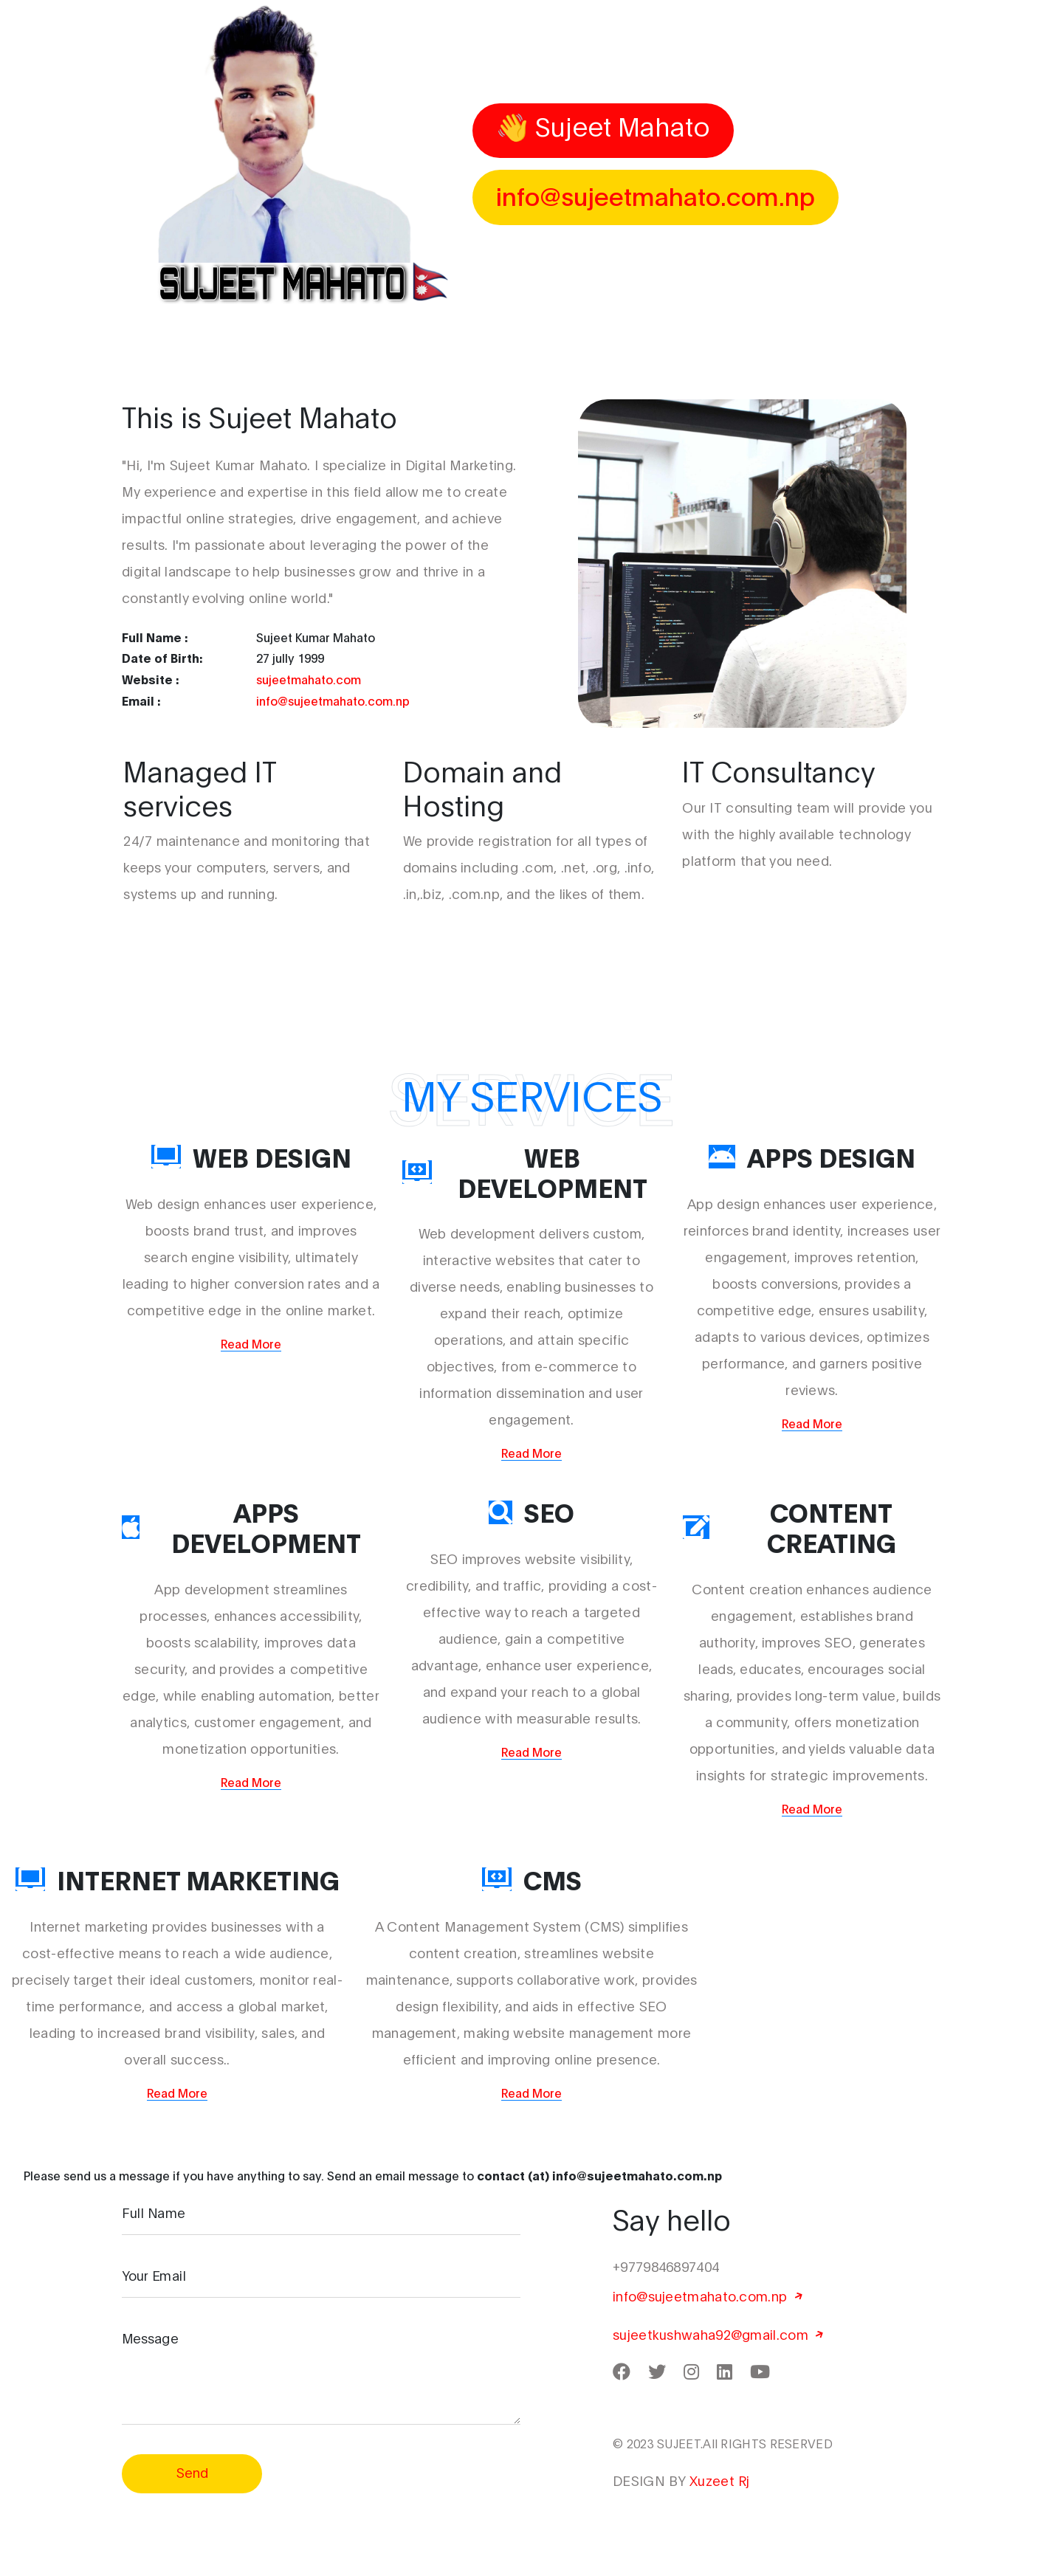 👋 Sujeet Mahato
info@sujeetmahato.com.np
SUJEET MAHATO
This is Sujeet Mahato
"Hi, I'm Sujeet Kumar Mahato. I specialize in Digital Marketing.
My experience and expertise in this field allow me to create
impactful online strategies, drive engagement, and achieve
results. I'm passionate about leveraging the power of the
digital landscape to help businesses grow and thrive in a
constantly evolving online world."
Full Name : Sujeet Kumar Mahato
Date of Birth: 27 jully 1999
Website : sujeetmahato.com
Email : info@sujeetmahato.com.np
Managed IT
services
24/7 maintenance and monitoring that
keeps your computers, servers, and
systems up and running.
Domain and
Hosting
We provide registration for all types of
domains including .com, .net, .org, .info,
.in,.biz, .com.np, and the likes of them.
IT Consultancy
Our IT consulting team will provide you
with the highly available technology
platform that you need.
SERVICE
MY SERVICES
WEB DESIGN
Web design enhances user experience,
boosts brand trust, and improves
search engine visibility, ultimately
leading to higher conversion rates and a
competitive edge in the online market.
Read More
WEB
DEVELOPMENT
Web development delivers custom,
interactive websites that cater to
diverse needs, enabling businesses to
expand their reach, optimize
operations, and attain specific
objectives, from e-commerce to
information dissemination and user
engagement.
Read More
APPS DESIGN
App design enhances user experience,
reinforces brand identity, increases user
engagement, improves retention,
boosts conversions, provides a
competitive edge, ensures usability,
adapts to various devices, optimizes
performance, and garners positive
reviews.
Read More
APPS
DEVELOPMENT
App development streamlines
processes, enhances accessibility,
boosts scalability, improves data
security, and provides a competitive
edge, while enabling automation, better
analytics, customer engagement, and
monetization opportunities.
Read More
SEO
SEO improves website visibility,
credibility, and traffic, providing a cost-
effective way to reach a targeted
audience, gain a competitive
advantage, enhance user experience,
and expand your reach to a global
audience with measurable results.
Read More
CONTENT
CREATING
Content creation enhances audience
engagement, establishes brand
authority, improves SEO, generates
leads, educates, encourages social
sharing, provides long-term value, builds
a community, offers monetization
opportunities, and yields valuable data
insights for strategic improvements.
Read More
INTERNET MARKETING
Internet marketing provides businesses with a
cost-effective means to reach a wide audience,
precisely target their ideal customers, monitor real-
time performance, and access a global market,
leading to increased brand visibility, sales, and
overall success..
Read More
CMS
A Content Management System (CMS) simplifies
content creation, streamlines website
maintenance, supports collaborative work, provides
design flexibility, and aids in effective SEO
management, making website management more
efficient and improving online presence.
Read More
Please send us a message if you have anything to say. Send an email message to contact (at) info@sujeetmahato.com.np
Full Name
Your Email
Message
Send
Say hello
+9779846897404
info@sujeetmahato.com.np
sujeetkushwaha92@gmail.com
© 2023 SUJEET.All RIGHTS RESERVED
DESIGN BY Xuzeet Rj